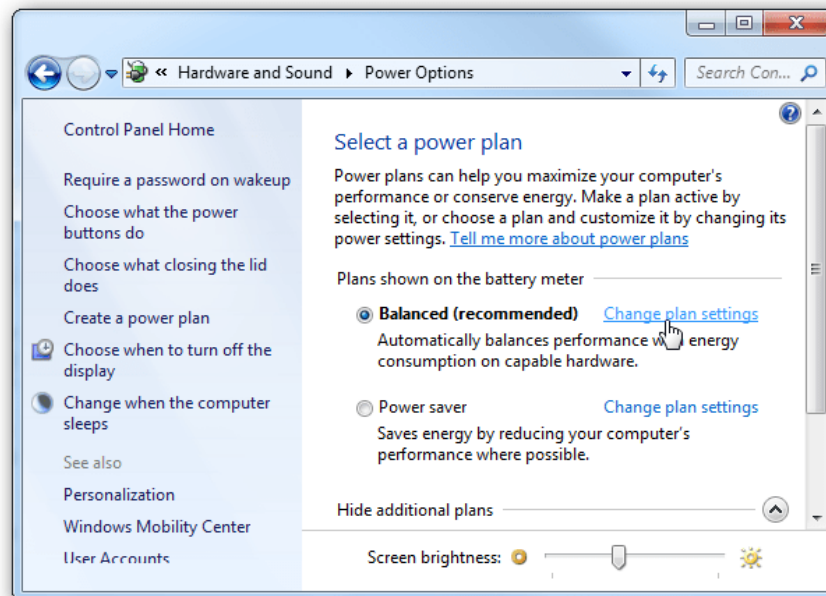 « Hardware and Sound ▸ Power Options
Search Con...
Control Panel Home
Require a password on wakeup
Choose what the power
buttons do
Choose what closing the lid
does
Create a power plan
Choose when to turn off the
display
Change when the computer
sleeps
See also
Personalization
Windows Mobility Center
User Accounts
Select a power plan
Power plans can help you maximize your computer's
performance or conserve energy. Make a plan active by
selecting it, or choose a plan and customize it by changing its
power settings. Tell me more about power plans
Plans shown on the battery meter
Balanced (recommended) Change plan settings
Automatically balances performance with energy
consumption on capable hardware.
Power saver Change plan settings
Saves energy by reducing your computer's
performance where possible.
Hide additional plans
Screen brightness: